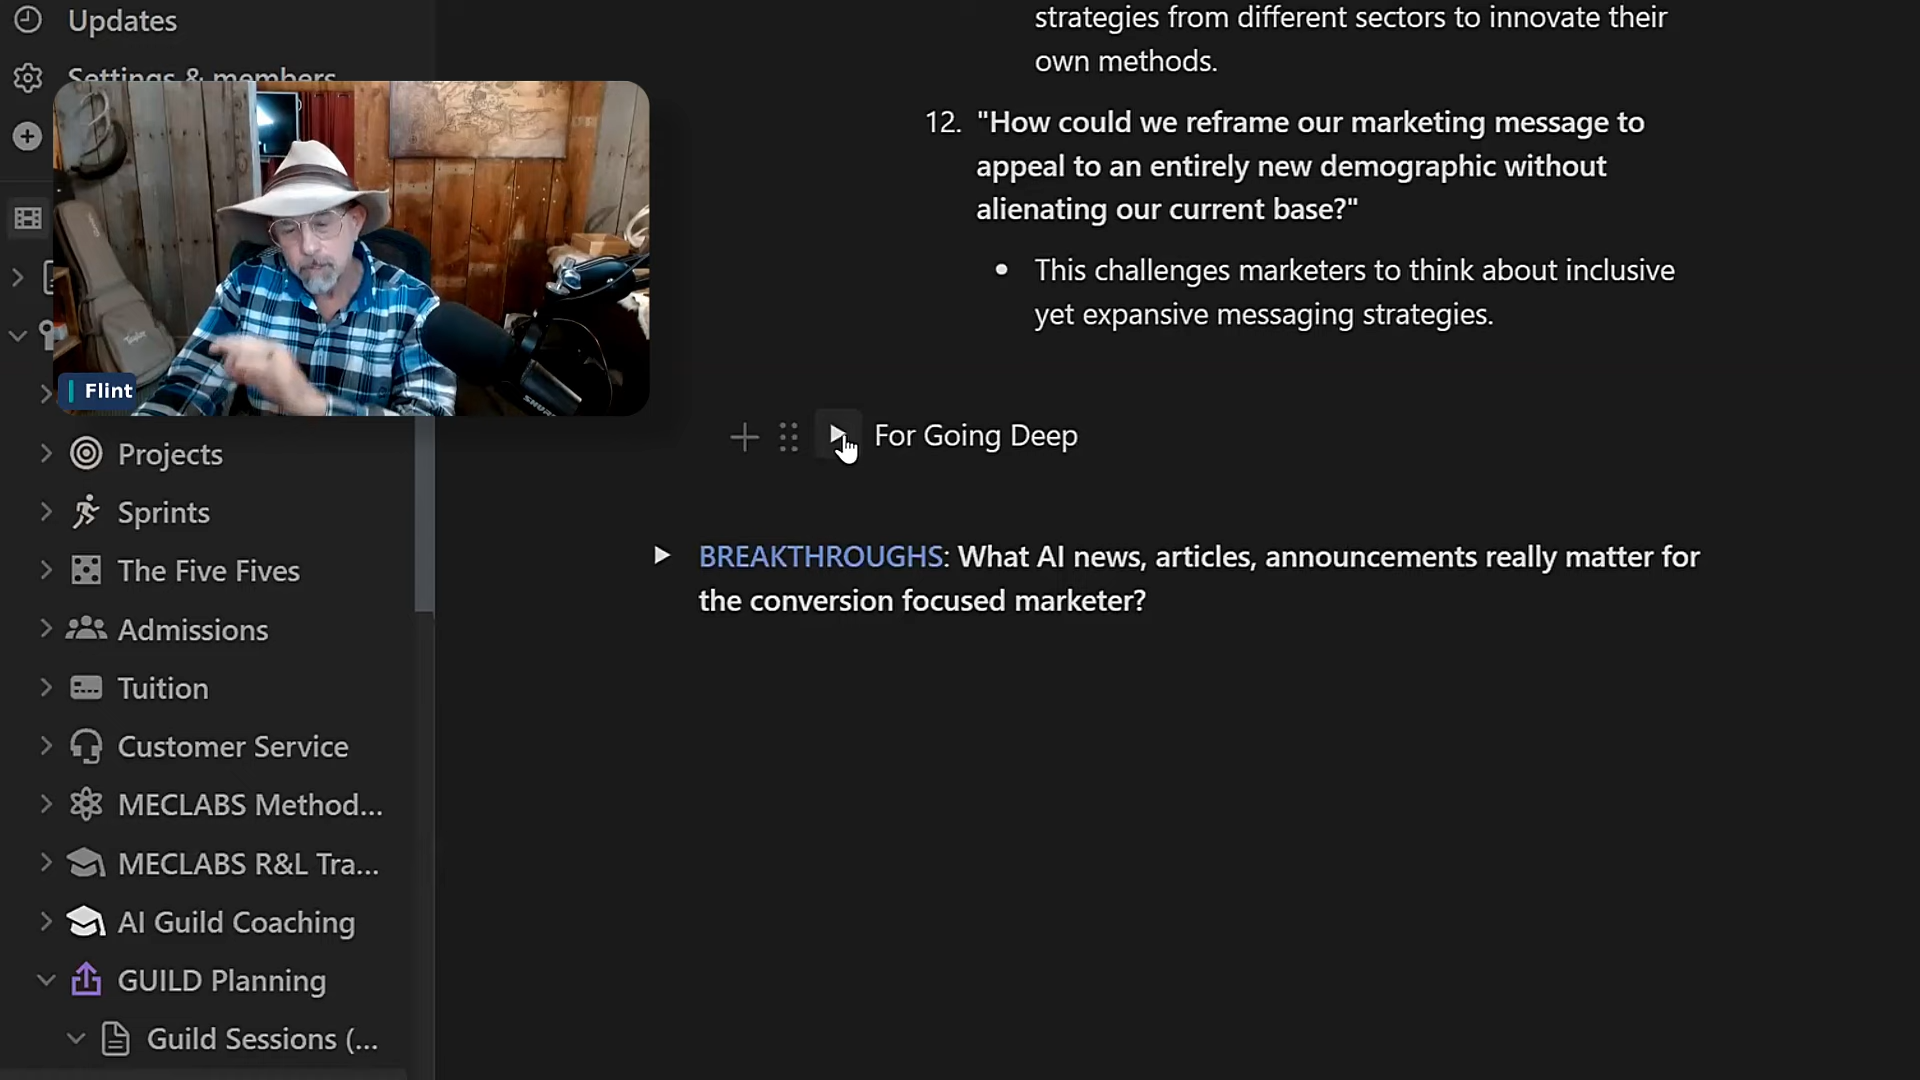 Updates
Settings & members
Flint
Projects
Sprints
The Five Fives
Admissions
Tuition
Customer Service
MECLABS Method...
MECLABS R&L Tra...
AI Guild Coaching
GUILD Planning
Guild Sessions (...
strategies from different sectors to innovate their
own methods.
12. "How could we reframe our marketing message to
appeal to an entirely new demographic without
alienating our current base?"
• This challenges marketers to think about inclusive
yet expansive messaging strategies.
For Going Deep
BREAKTHROUGHS: What AI news, articles, announcements really matter for
the conversion focused marketer?